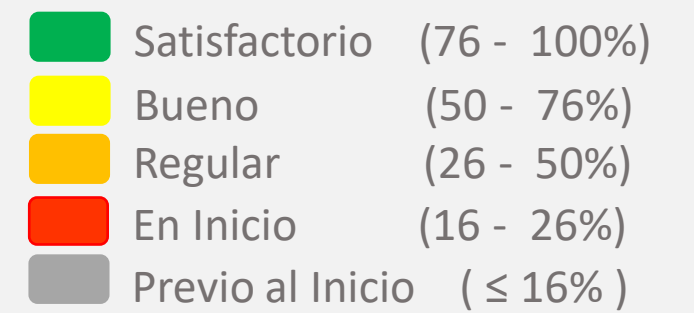 Satisfactorio (76 - 100%)
Bueno (50 - 76%)
Regular (26 - 50%)
En Inicio (16 - 26%)
Previo al Inicio ( ≤ 16% )